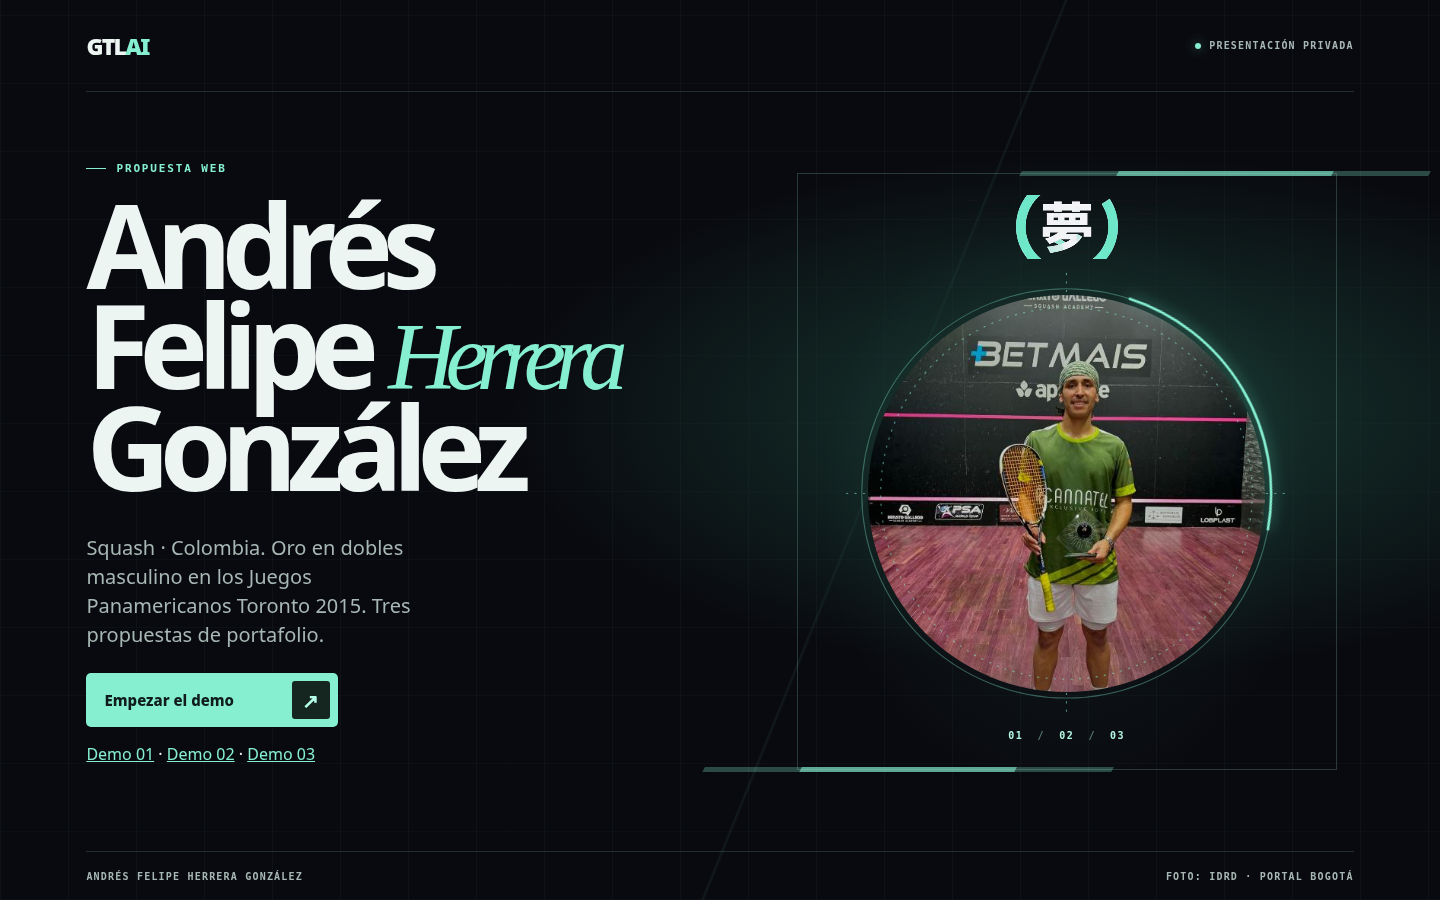 GTLAI
PRESENTACIÓN PRIVADA
PROPUESTA WEB
Andrés
Felipe Herrera
González
Squash · Colombia. Oro en dobles
masculino en los Juegos
Panamericanos Toronto 2015. Tres
propuestas de portafolio.
Empezar el demo ↗
Demo 01 · Demo 02 · Demo 03
(夢)
SQUASH ACADEMY
+BETMAIS
CANNATEL
PSA
LOBPLAST
01 / 02 / 03
ANDRÉS FELIPE HERRERA GONZÁLEZ
FOTO: IDRD · PORTAL BOGOTÁ